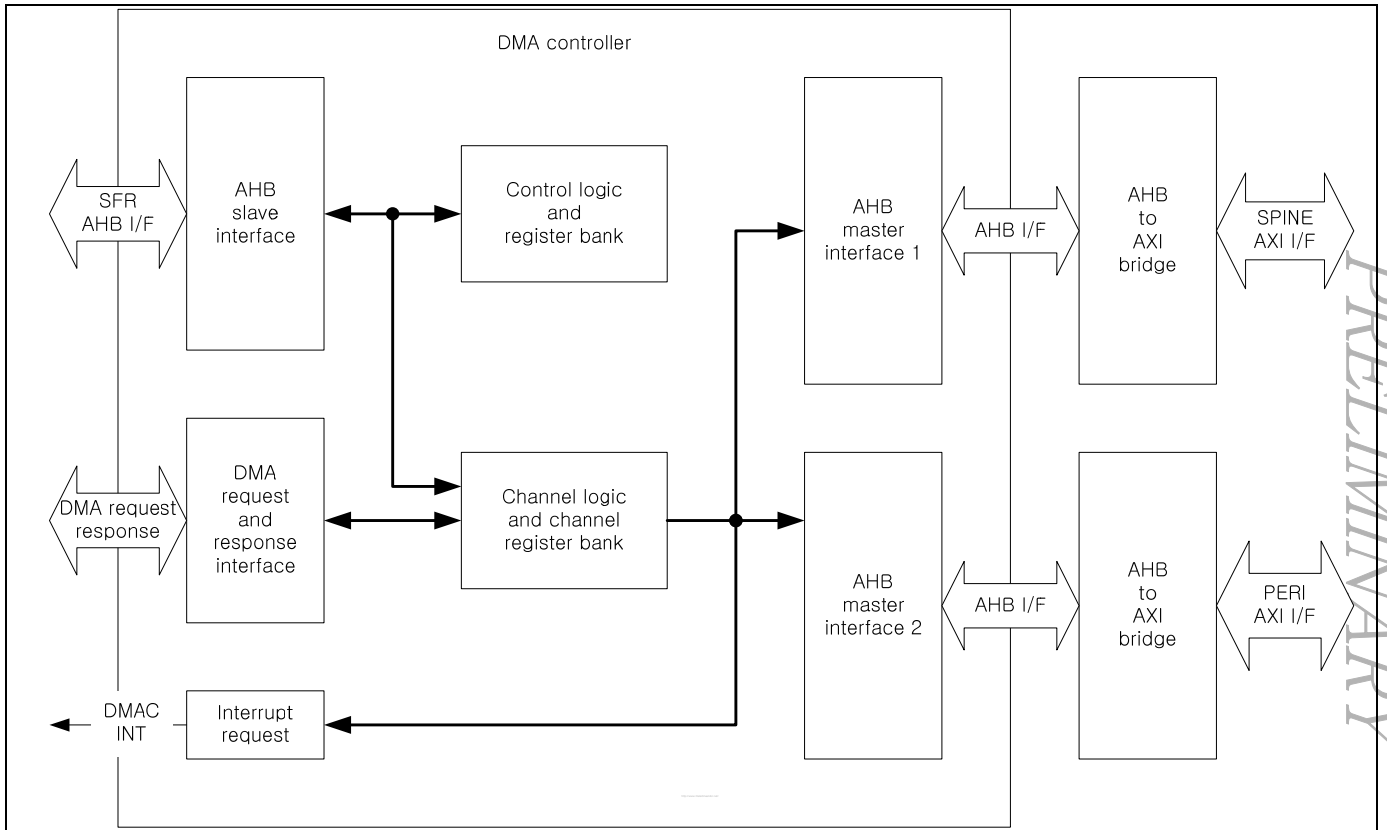 DMA controller
SFR
AHB I/F
AHB
slave
interface
Control logic
and
register bank
AHB
master
interface 1
AHB I/F
AHB
to
AXI
bridge
SPINE
AXI I/F
DMA request
response
DMA
request
and
response
interface
Channel logic
and channel
register bank
AHB
master
interface 2
AHB I/F
AHB
to
AXI
bridge
PERI
AXI I/F
DMAC
INT
Interrupt
request
PRELIMINARY